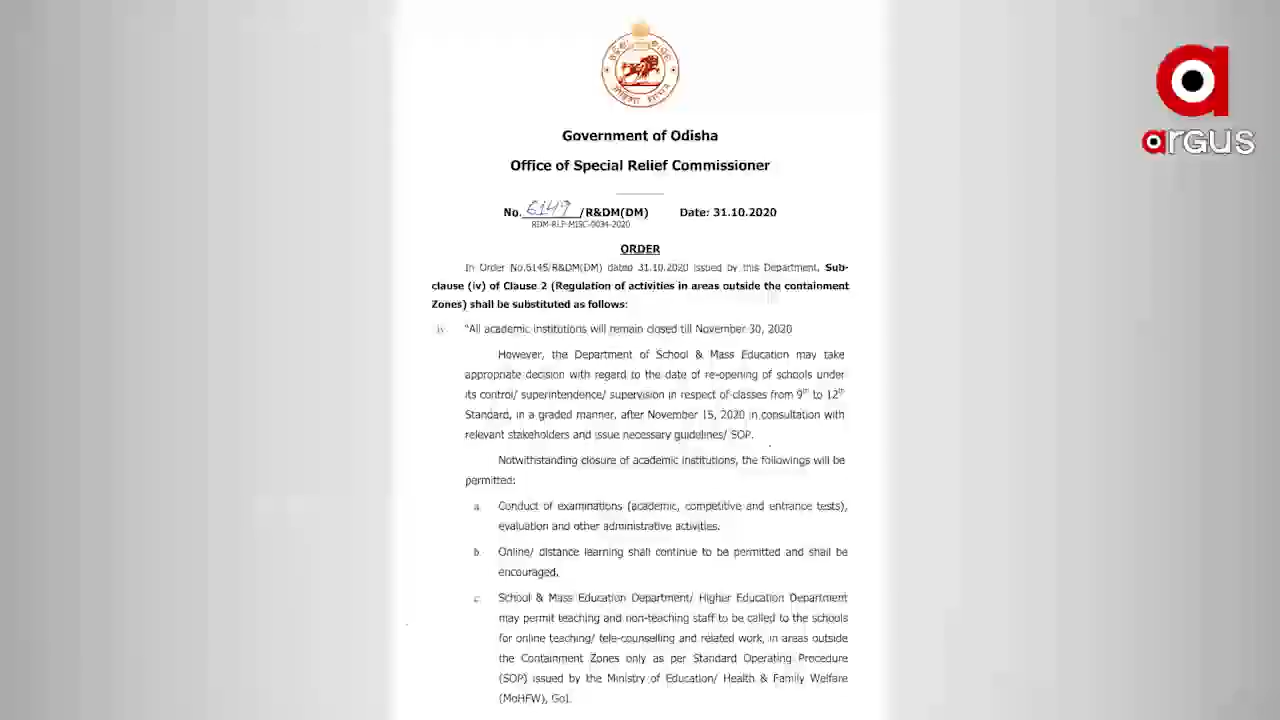 Government of Odisha
Office of Special Relief Commissioner
No. 6149 /R&DM(DM) Date: 31.10.2020
RDM-RLF-MISC-0034-2020
ORDER
In Order No.6145/R&DM(DM) dated 31.10.2020 issued by this Department, Sub-
clause (iv) of Clause 2 (Regulation of activities in areas outside the containment
Zones) shall be substituted as follows:
iv "All academic institutions will remain closed till November 30, 2020
However, the Department of School & Mass Education may take
appropriate decision with regard to the date of re-opening of schools under
its control/ superintendence/ supervision in respect of classes from 9th to 12th
Standard, in a graded manner, after November 15, 2020 in consultation with
relevant stakeholders and issue necessary guidelines/ SOP.
Notwithstanding closure of academic institutions, the followings will be
permitted:
a. Conduct of examinations (academic, competitive and entrance tests),
evaluation and other administrative activities.
b. Online/ distance learning shall continue to be permitted and shall be
encouraged.
c. School & Mass Education Department/ Higher Education Department
may permit teaching and non-teaching staff to be called to the schools
for online teaching/ tele-counselling and related work, in areas outside
the Containment Zones only as per Standard Operating Procedure
(SOP) issued by the Ministry of Education/ Health & Family Welfare
(MoHFW), GoI.
argus